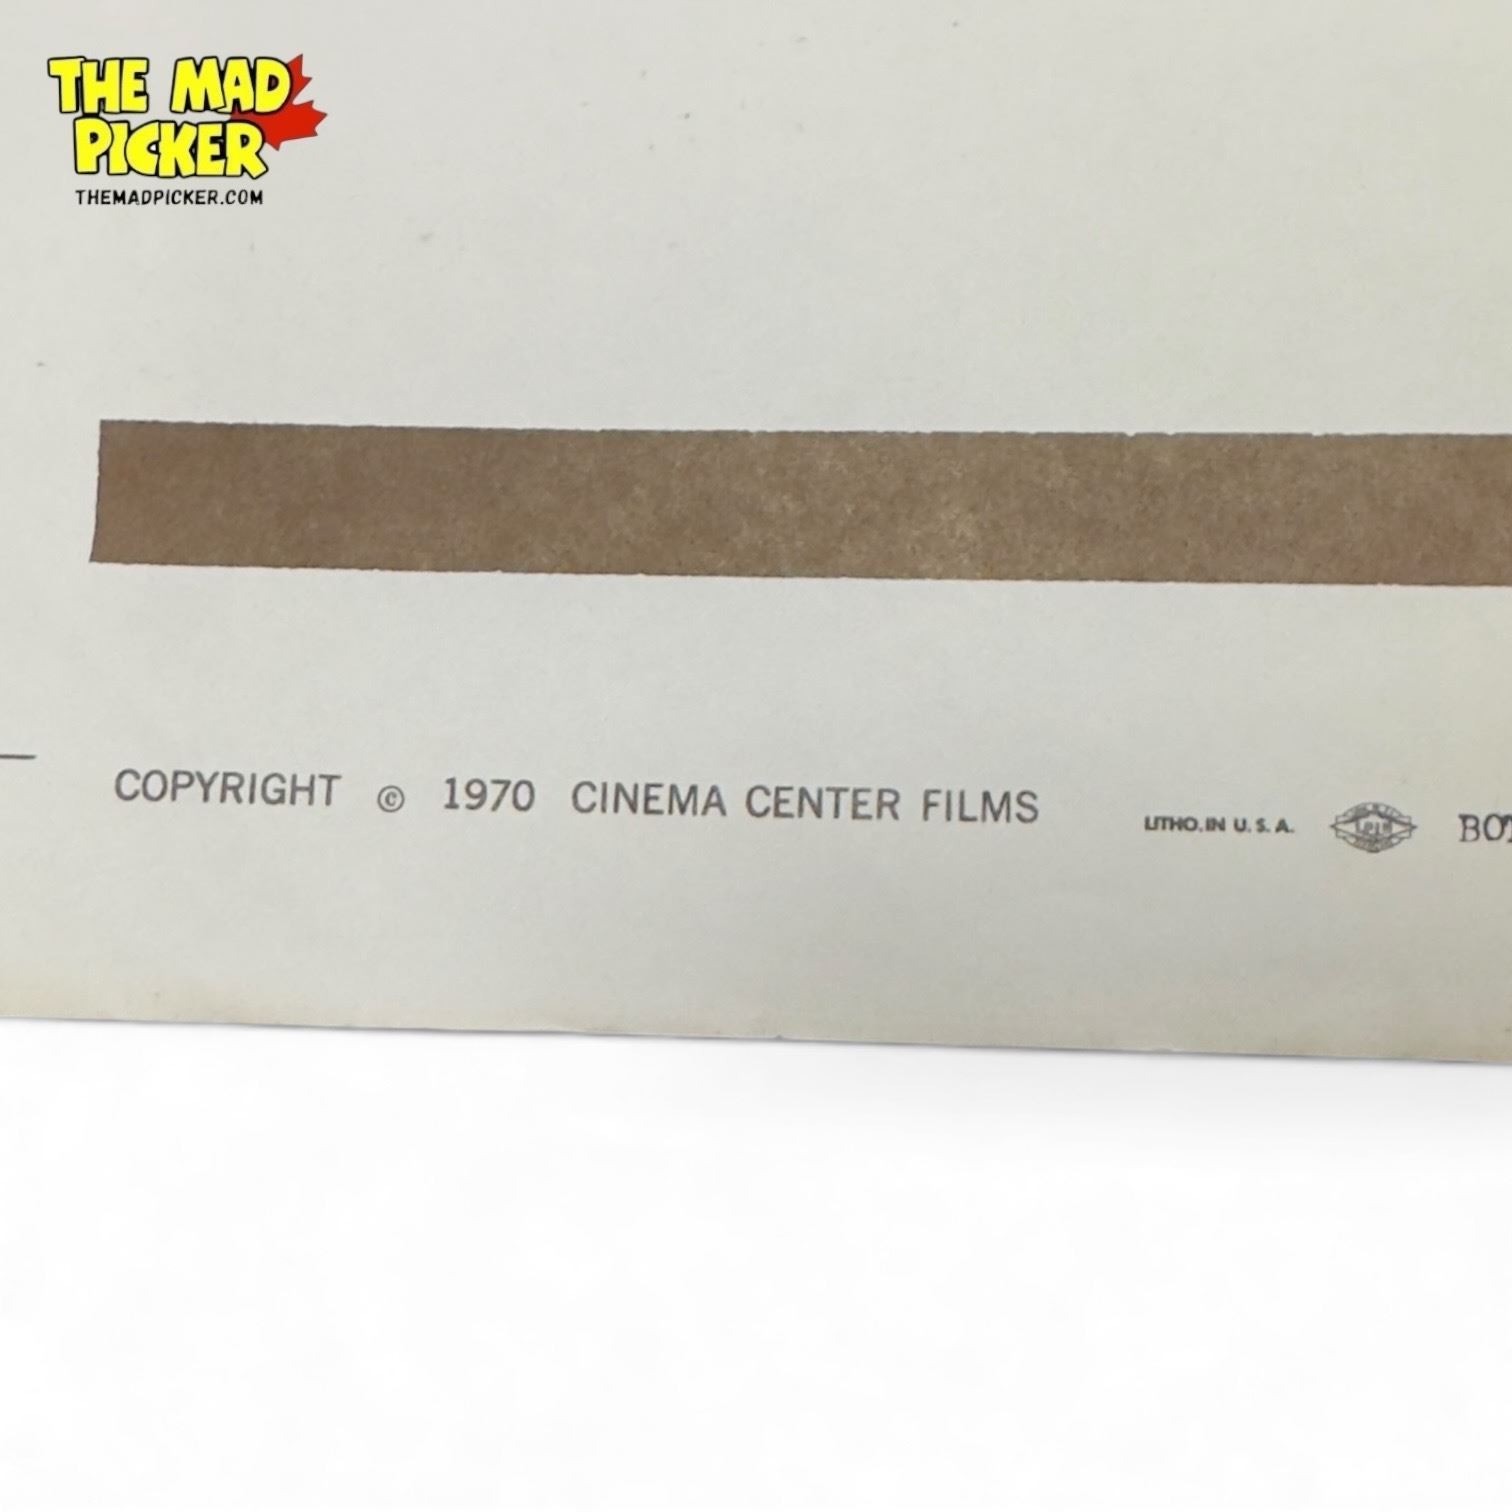 THE MAD
PICKER
THEMADPICKER.COM
COPYRIGHT © 1970 CINEMA CENTER FILMS
LITHO. IN U. S. A.